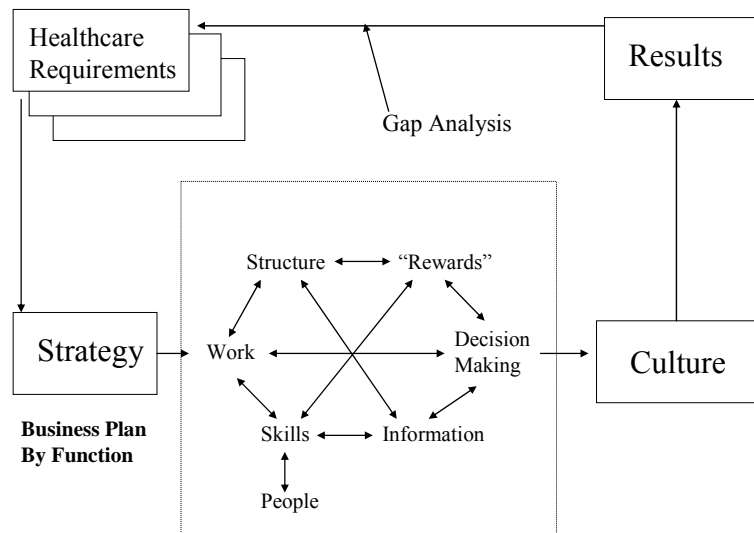 Healthcare
Requirements
Results
Gap Analysis
Structure
“Rewards”
Strategy
Work
Decision
Making
Culture
Business Plan
By Function
Skills
Information
People